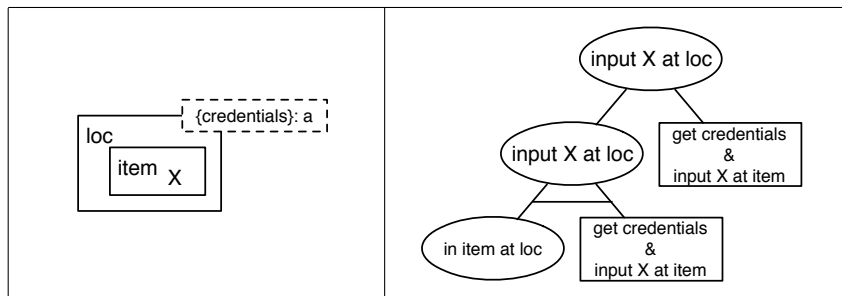 {credentials}: a
loc
item
X
input X at loc
input X at loc
get credentials
&
input X at item
in item at loc
get credentials
&
input X at item